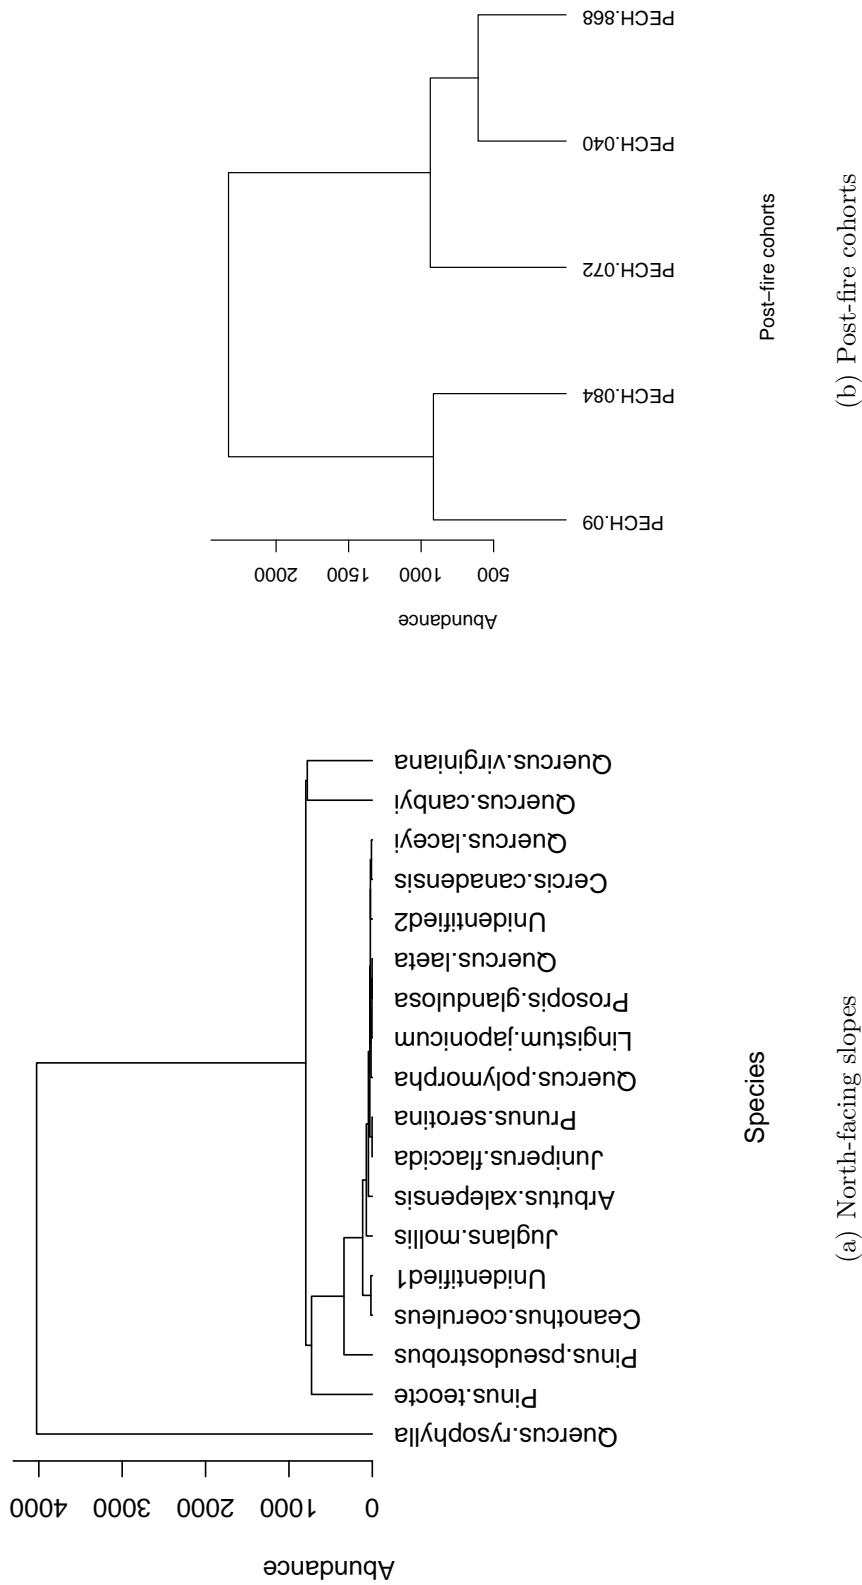 Abundance
4000
3000
2000
1000
0
Quercus.rysophylla
Pinus.teocte
Pinus.pseudostrobus
Ceanothus.coeruleus
Unidentified1
Juglans.mollis
Arbutus.xalepensis
Juniperus.flaccida
Prunus.serotina
Quercus.polymorpha
Lingistum.japonicum
Prosopis.glandulosa
Quercus.laeta
Unidentified2
Cercis.canadensis
Quercus.laceyi
Quercus.canbyi
Quercus.virginiana
Species
(a) North-facing slopes
Abundance
2000
1500
1000
500
PECH.09
PECH.084
PECH.072
PECH.040
PECH.868
Post–fire cohorts
(b) Post-fire cohorts